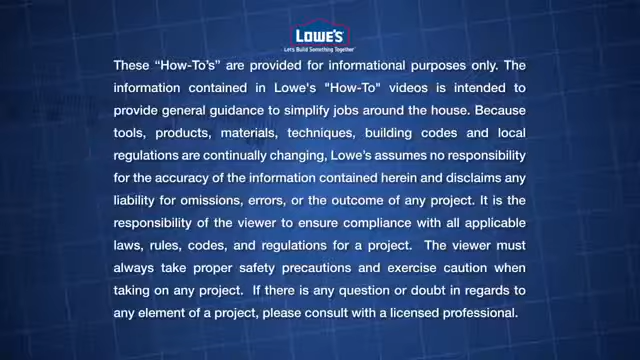 LOWE'S
Let's Build Something Together™
These “How-To’s” are provided for informational purposes only. The
information contained in Lowe's "How-To" videos is intended to
provide general guidance to simplify jobs around the house. Because
tools, products, materials, techniques, building codes and local
regulations are continually changing, Lowe’s assumes no responsibility
for the accuracy of the information contained herein and disclaims any
liability for omissions, errors, or the outcome of any project. It is the
responsibility of the viewer to ensure compliance with all applicable
laws, rules, codes, and regulations for a project. The viewer must
always take proper safety precautions and exercise caution when
taking on any project. If there is any question or doubt in regards to
any element of a project, please consult with a licensed professional.